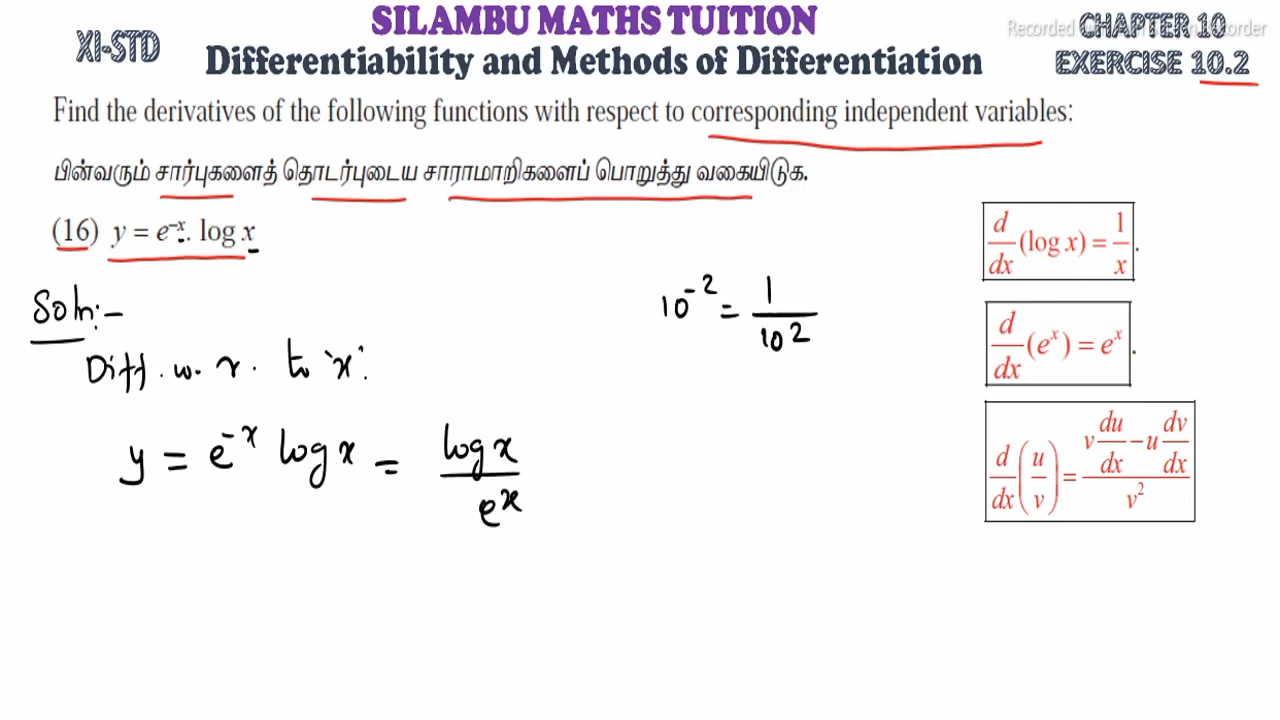 SILAMBU MATHS TUITION
XI-STD
Differentiability and Methods of Differentiation
Recorded
order
CHAPTER 10
EXERCISE 10.2
Find the derivatives of the following functions with respect to corresponding independent variables:
பின்வரும் சார்புகளைத் தொடர்புடைய சாராமாறிகளைப் பொறுத்து வகையிடுக.
(16) y = e⁻ˣ. log x
Soln:-
Diff. w. r. to 'x'.
y = e⁻ˣ log x = log x / eˣ
10⁻² = 1 / 10²
d/dx (log x) = 1/x.
d/dx (eˣ) = eˣ.
d/dx (u/v) = (v du/dx − u dv/dx) / v²